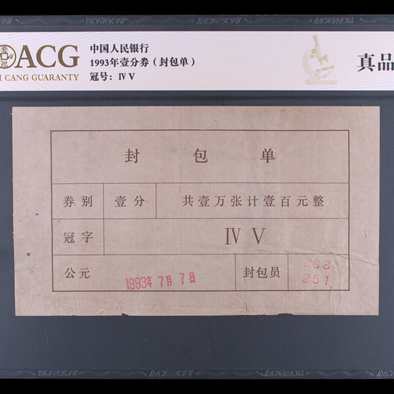 ACG
中国人民银行
1993年壹分券（封包单）
CANG GUARANTY
冠号：ⅣⅤ
真品
封包单
券别 壹分 共壹万张计壹百元整
冠字 Ⅳ Ⅴ
公元 1993年7月7日 封包员
251